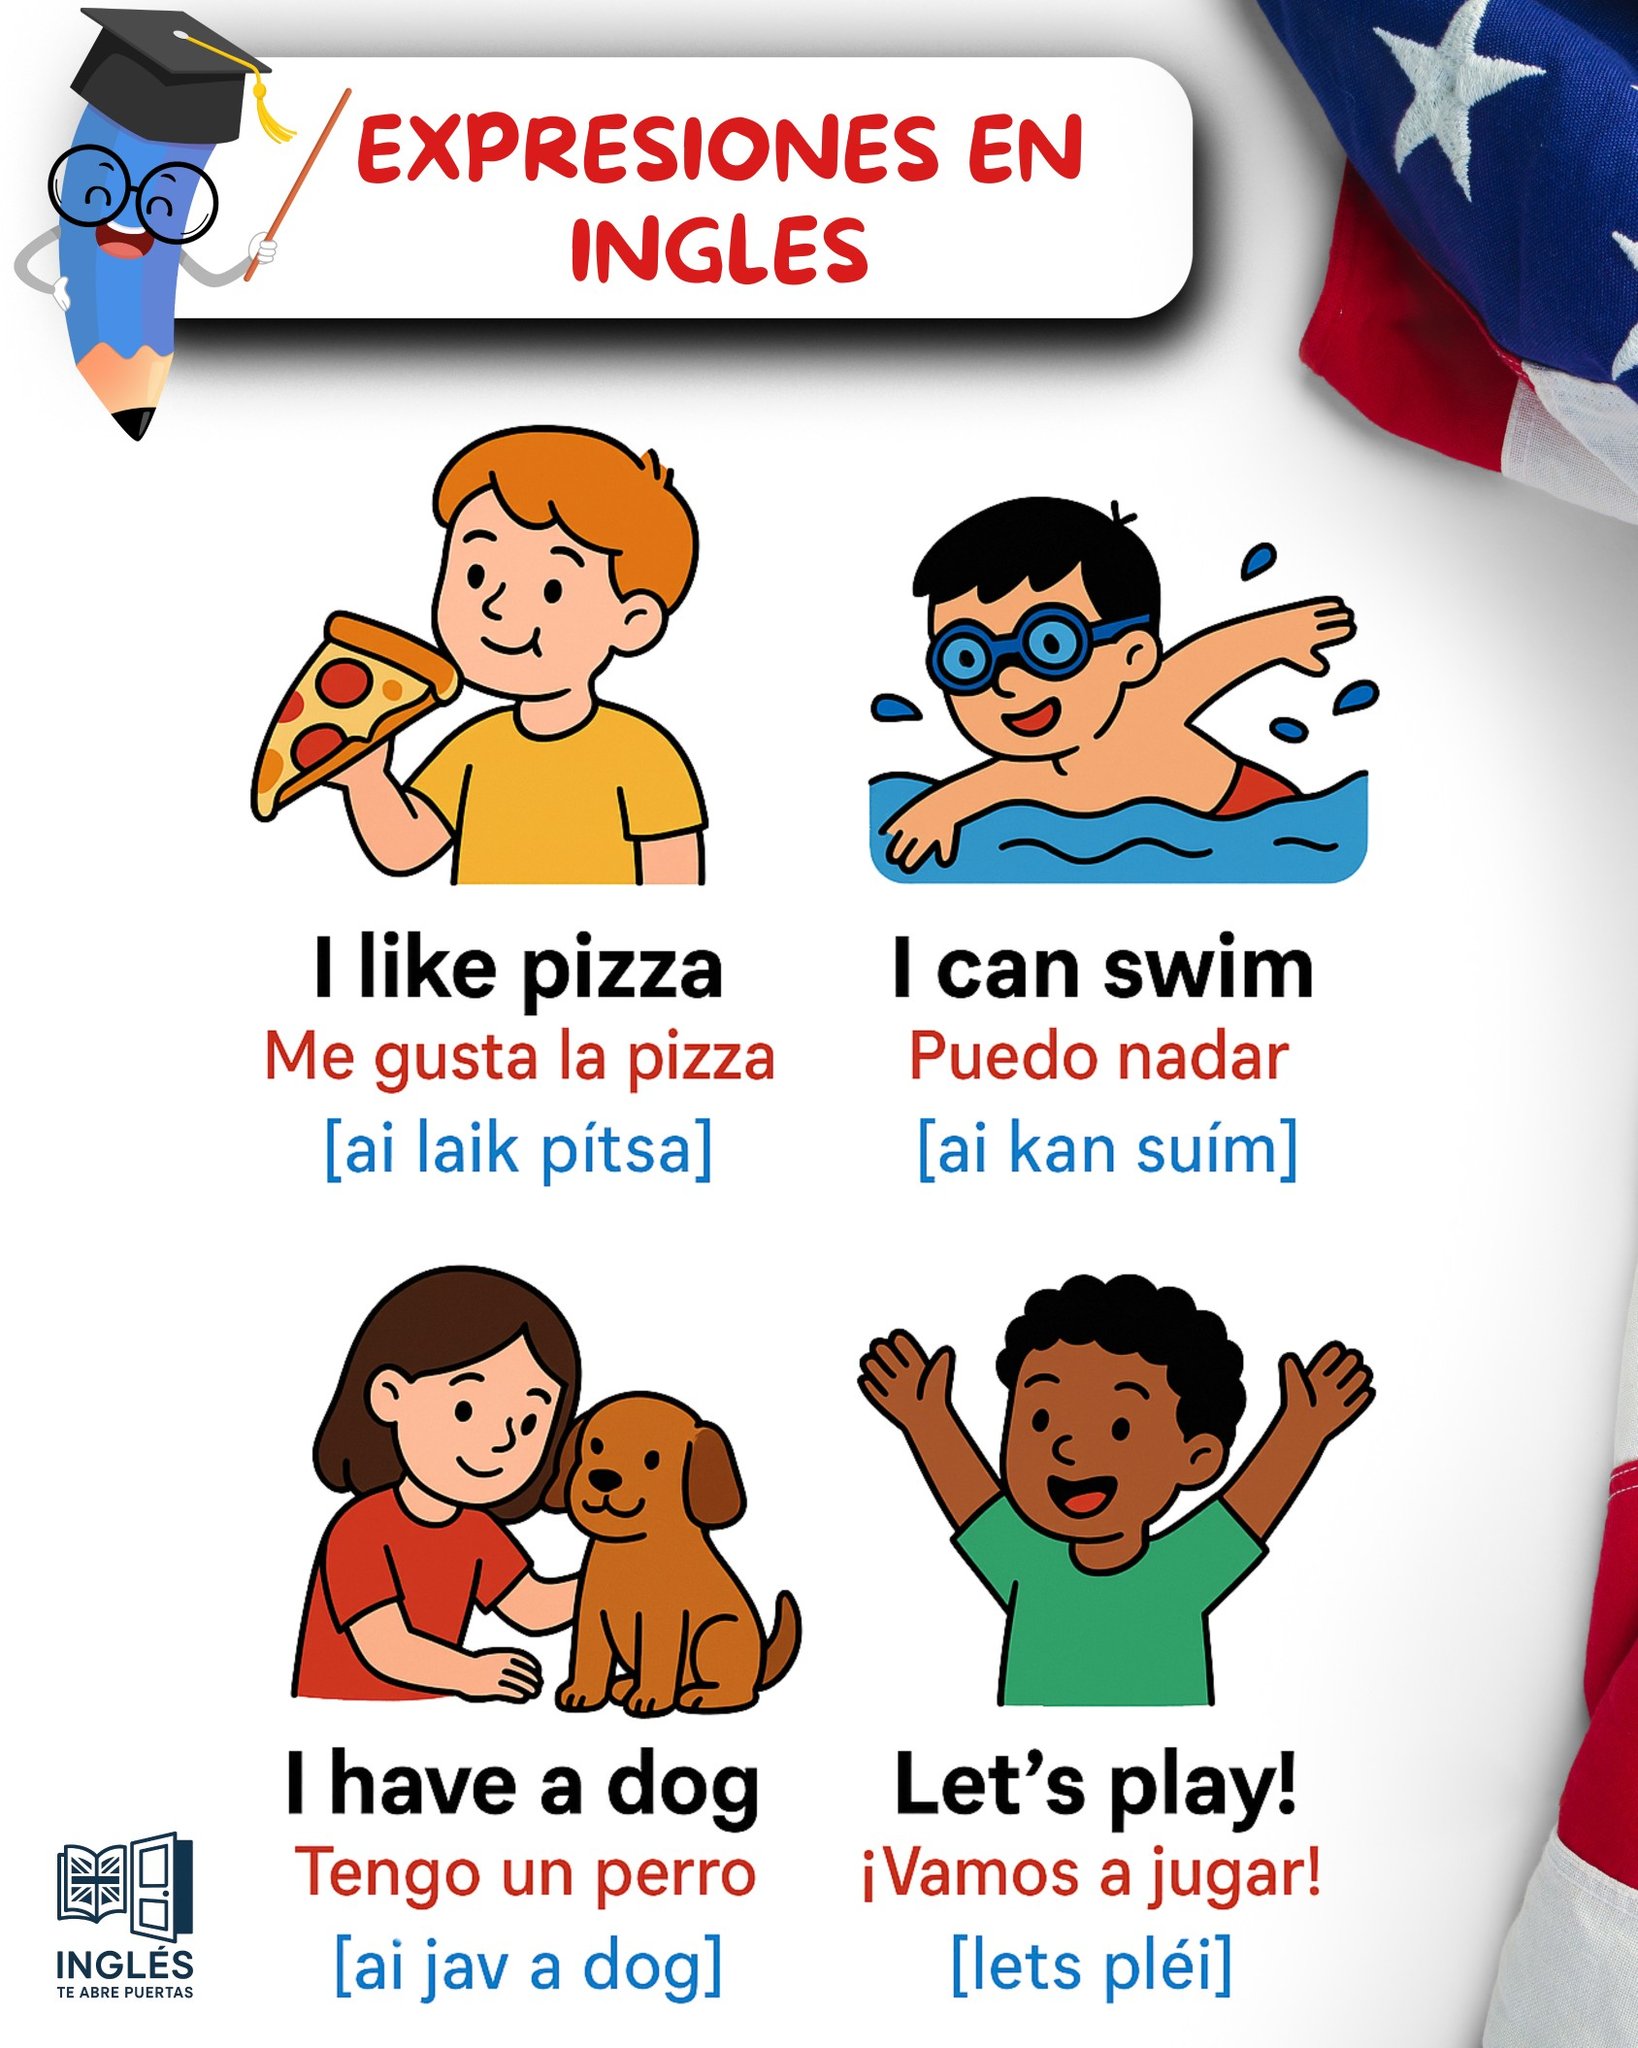 EXPRESIONES EN
INGLES
I like pizza
Me gusta la pizza
[ai laik pítsa]
I can swim
Puedo nadar
[ai kan suím]
I have a dog
Tengo un perro
[ai jav a dog]
Let's play!
¡Vamos a jugar!
[lets pléi]
INGLÉS
TE ABRE PUERTAS